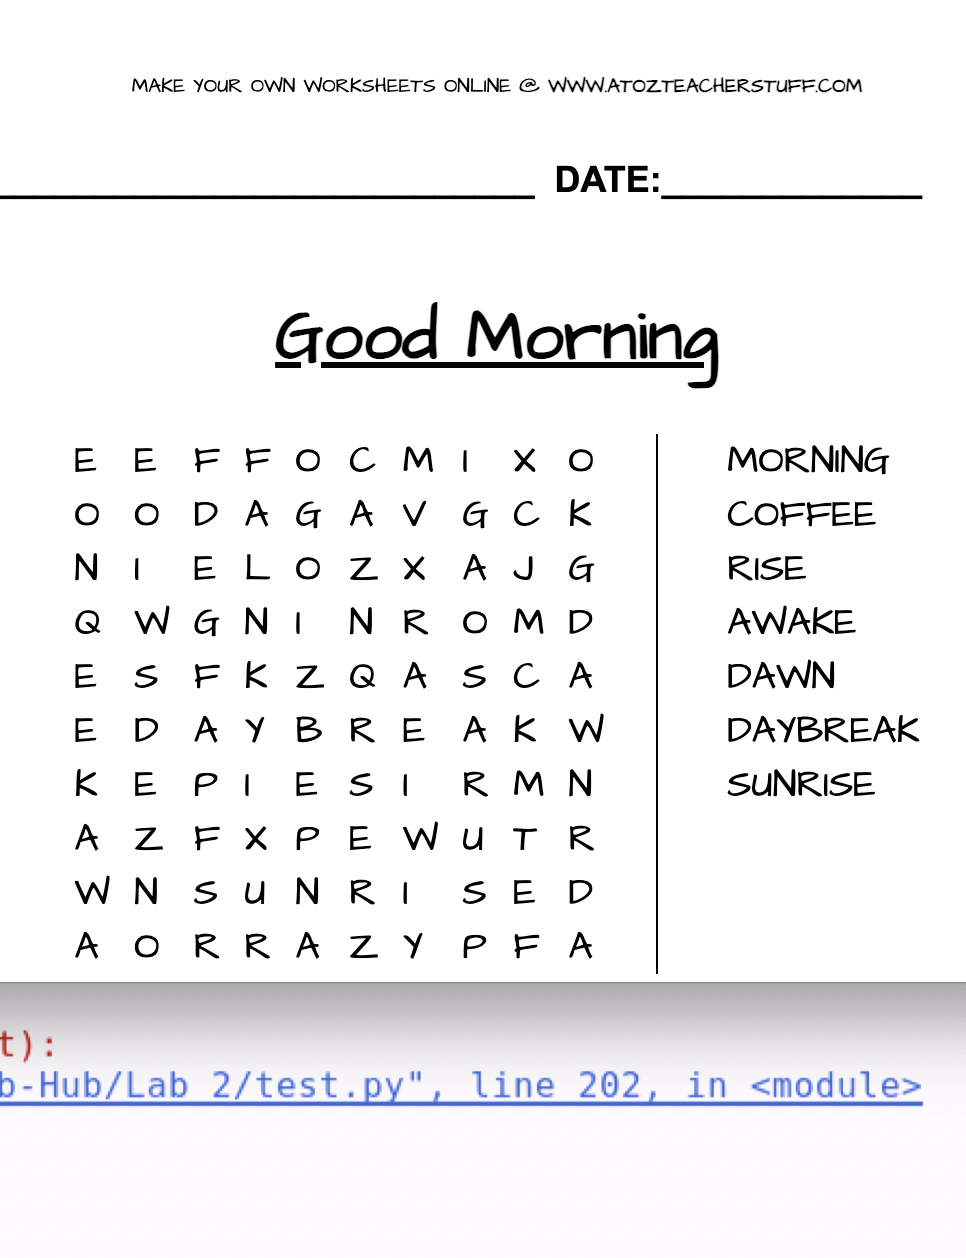 MAKE YOUR OWN WORKSHEETS ONLINE @ WWW.ATOZTEACHERSTUFF.COM
DATE:
Good Morning
E E F F O C M I X O
O O D A G A V G C K
N I E L O Z X A J G
Q W G N I N R O M D
E S F K Z Q A S C A
E D A Y B R E A K W
K E P I E S I R M N
A Z F X P E W U T R
W N S U N R I S E D
A O R R A Z Y P F A
MORNING
COFFEE
RISE
AWAKE
DAWN
DAYBREAK
SUNRISE
t):
b-Hub/Lab 2/test.py", line 202, in <module>